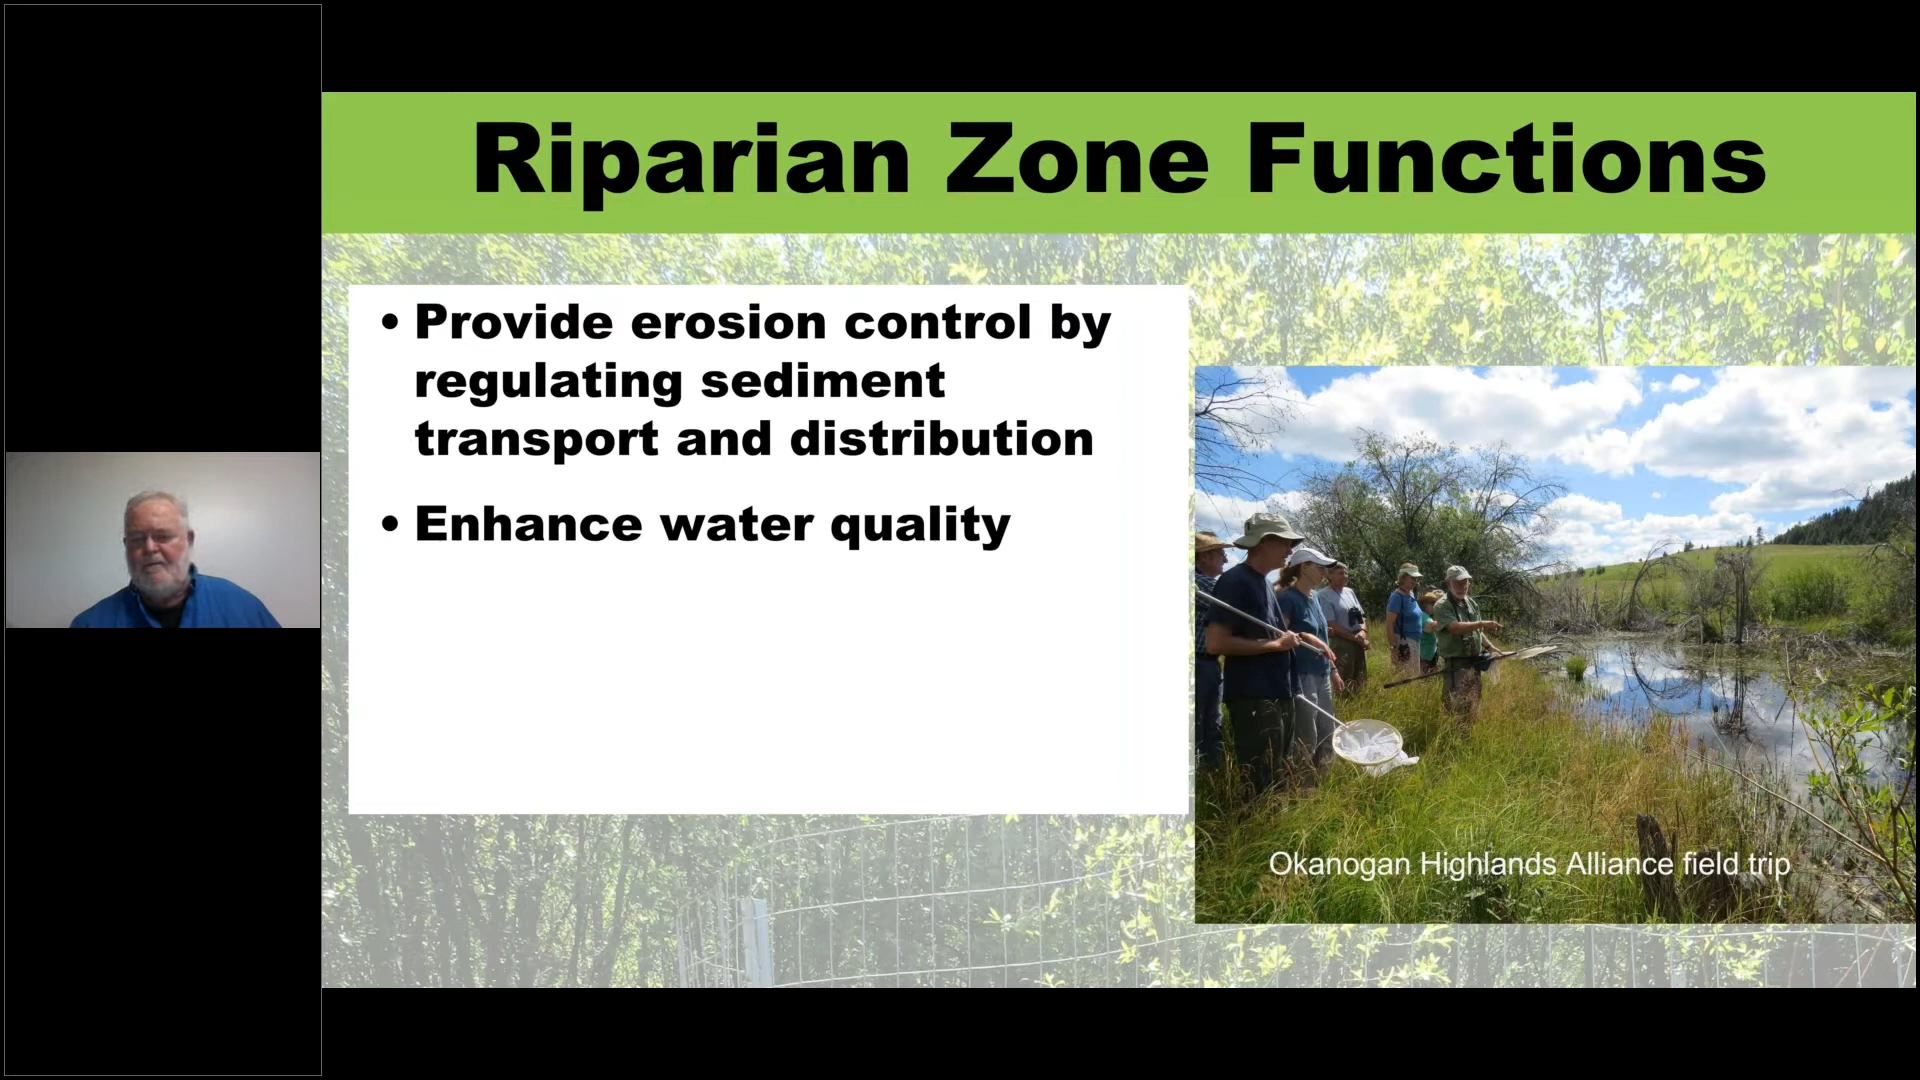 Riparian Zone Functions
• Provide erosion control by
regulating sediment
transport and distribution
• Enhance water quality
Okanogan Highlands Alliance field trip